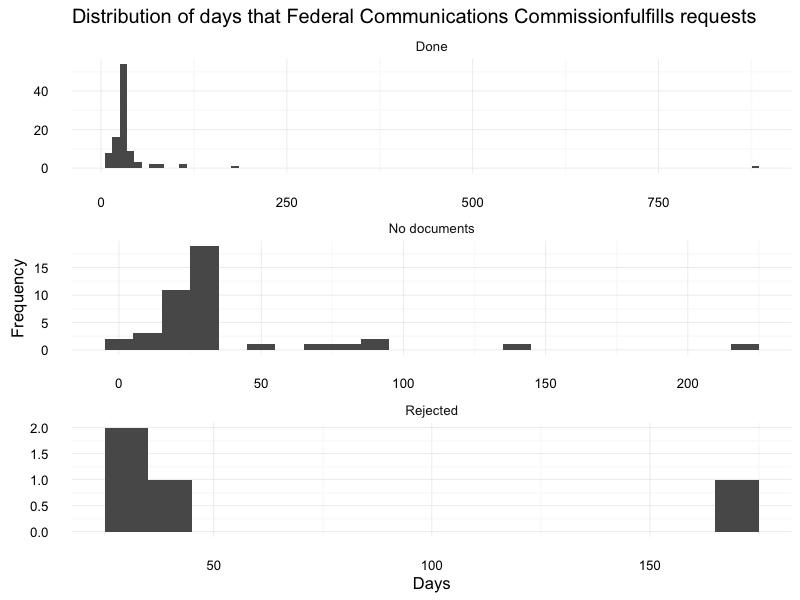 Distribution of days that Federal Communications Commissionfulfills requests
Done
40
20
0
0 250 500 750
No documents
15
10
5
0
0 50 100 150 200
Frequency
Rejected
2.0
1.5
1.0
0.5
0.0
50 100 150
Days